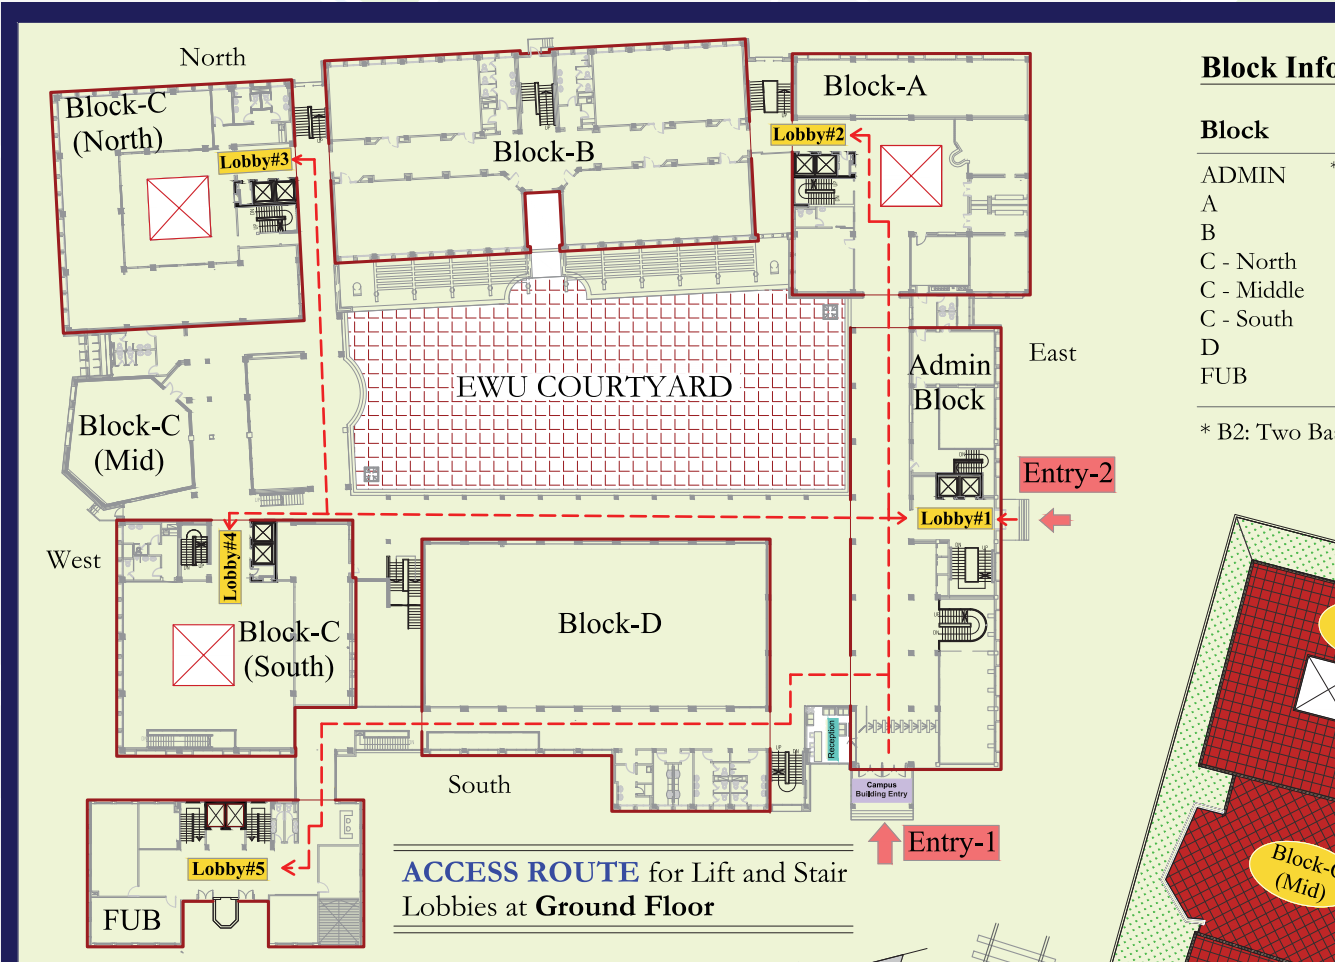 North
Block-C
(North)
Lobby#3
Block-B
Block-A
Lobby#2
Block Info
Block
ADMIN *
A
B
C - North
C - Middle
C - South
D
FUB
* B2: Two Ba
EWU COURTYARD
Admin
Block
East
Block-C
(Mid)
Entry-2
Lobby#1
West
Lobby#4
Block-C
(South)
Block-D
Reception
Campus
Building Entry
South
Entry-1
Lobby#5
FUB
ACCESS ROUTE for Lift and Stair
Lobbies at Ground Floor
Block-C
(Mid)